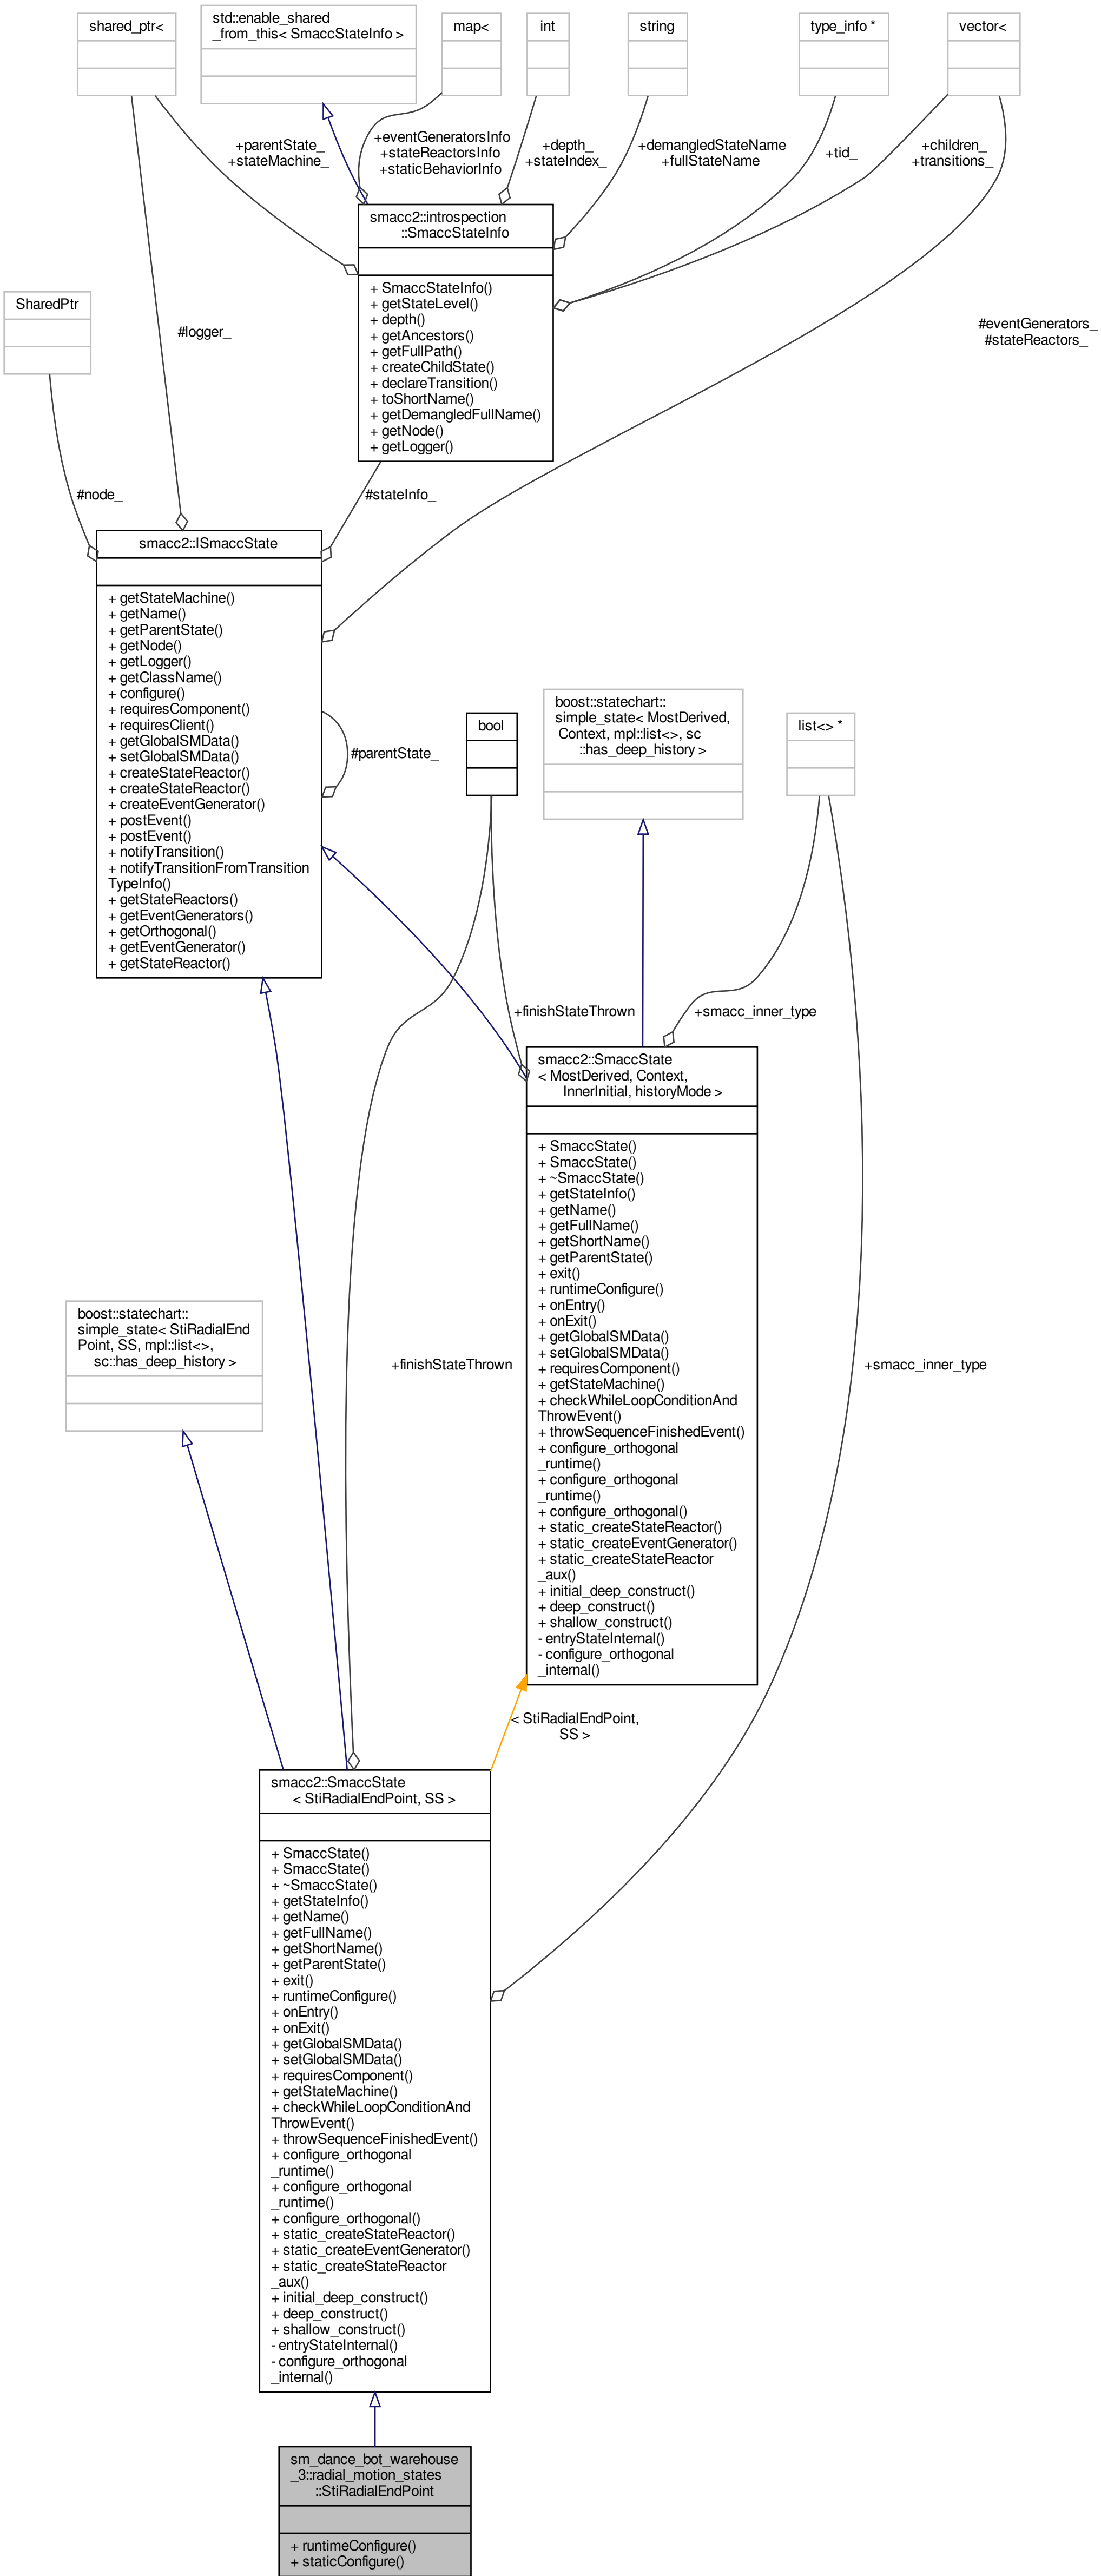 shared_ptr<
std::enable_shared
_from_this< SmaccStateInfo >
map<
int
string
type_info *
vector<
+parentState_
+stateMachine_
+eventGeneratorsInfo
+stateReactorsInfo
+staticBehaviorInfo
+depth_
+stateIndex_
+demangledStateName
+fullStateName
+tid_
+children_
+transitions_
smacc2::introspection
::SmaccStateInfo
+ SmaccStateInfo()
+ getStateLevel()
+ depth()
+ getAncestors()
+ getFullPath()
+ createChildState()
+ declareTransition()
+ toShortName()
+ getDemangledFullName()
+ getNode()
+ getLogger()
SharedPtr
#logger_
#eventGenerators_
#stateReactors_
#node_
#stateInfo_
smacc2::ISmaccState
+ getStateMachine()
+ getName()
+ getParentState()
+ getNode()
+ getLogger()
+ getClassName()
+ configure()
+ requiresComponent()
+ requiresClient()
+ getGlobalSMData()
+ setGlobalSMData()
+ createStateReactor()
+ createStateReactor()
+ createEventGenerator()
+ postEvent()
+ postEvent()
+ notifyTransition()
+ notifyTransitionFromTransition
TypeInfo()
+ getStateReactors()
+ getEventGenerators()
+ getOrthogonal()
+ getEventGenerator()
+ getStateReactor()
#parentState_
bool
boost::statechart::
simple_state< MostDerived,
Context, mpl::list<>, sc
::has_deep_history >
list<> *
+finishStateThrown
+smacc_inner_type
smacc2::SmaccState
< MostDerived, Context,
InnerInitial, historyMode >
+ SmaccState()
+ SmaccState()
+ ~SmaccState()
+ getStateInfo()
+ getName()
+ getFullName()
+ getShortName()
+ getParentState()
+ exit()
+ runtimeConfigure()
+ onEntry()
+ onExit()
+ getGlobalSMData()
+ setGlobalSMData()
+ requiresComponent()
+ getStateMachine()
+ checkWhileLoopConditionAnd
ThrowEvent()
+ throwSequenceFinishedEvent()
+ configure_orthogonal
_runtime()
+ configure_orthogonal
_runtime()
+ configure_orthogonal()
+ static_createStateReactor()
+ static_createEventGenerator()
+ static_createStateReactor
_aux()
+ initial_deep_construct()
+ deep_construct()
+ shallow_construct()
- entryStateInternal()
- configure_orthogonal
_internal()
boost::statechart::
simple_state< StiRadialEnd
Point, SS, mpl::list<>,
sc::has_deep_history >
+finishStateThrown
+smacc_inner_type
< StiRadialEndPoint,
SS >
smacc2::SmaccState
< StiRadialEndPoint, SS >
+ SmaccState()
+ SmaccState()
+ ~SmaccState()
+ getStateInfo()
+ getName()
+ getFullName()
+ getShortName()
+ getParentState()
+ exit()
+ runtimeConfigure()
+ onEntry()
+ onExit()
+ getGlobalSMData()
+ setGlobalSMData()
+ requiresComponent()
+ getStateMachine()
+ checkWhileLoopConditionAnd
ThrowEvent()
+ throwSequenceFinishedEvent()
+ configure_orthogonal
_runtime()
+ configure_orthogonal
_runtime()
+ configure_orthogonal()
+ static_createStateReactor()
+ static_createEventGenerator()
+ static_createStateReactor
_aux()
+ initial_deep_construct()
+ deep_construct()
+ shallow_construct()
- entryStateInternal()
- configure_orthogonal
_internal()
sm_dance_bot_warehouse
_3::radial_motion_states
::StiRadialEndPoint
+ runtimeConfigure()
+ staticConfigure()